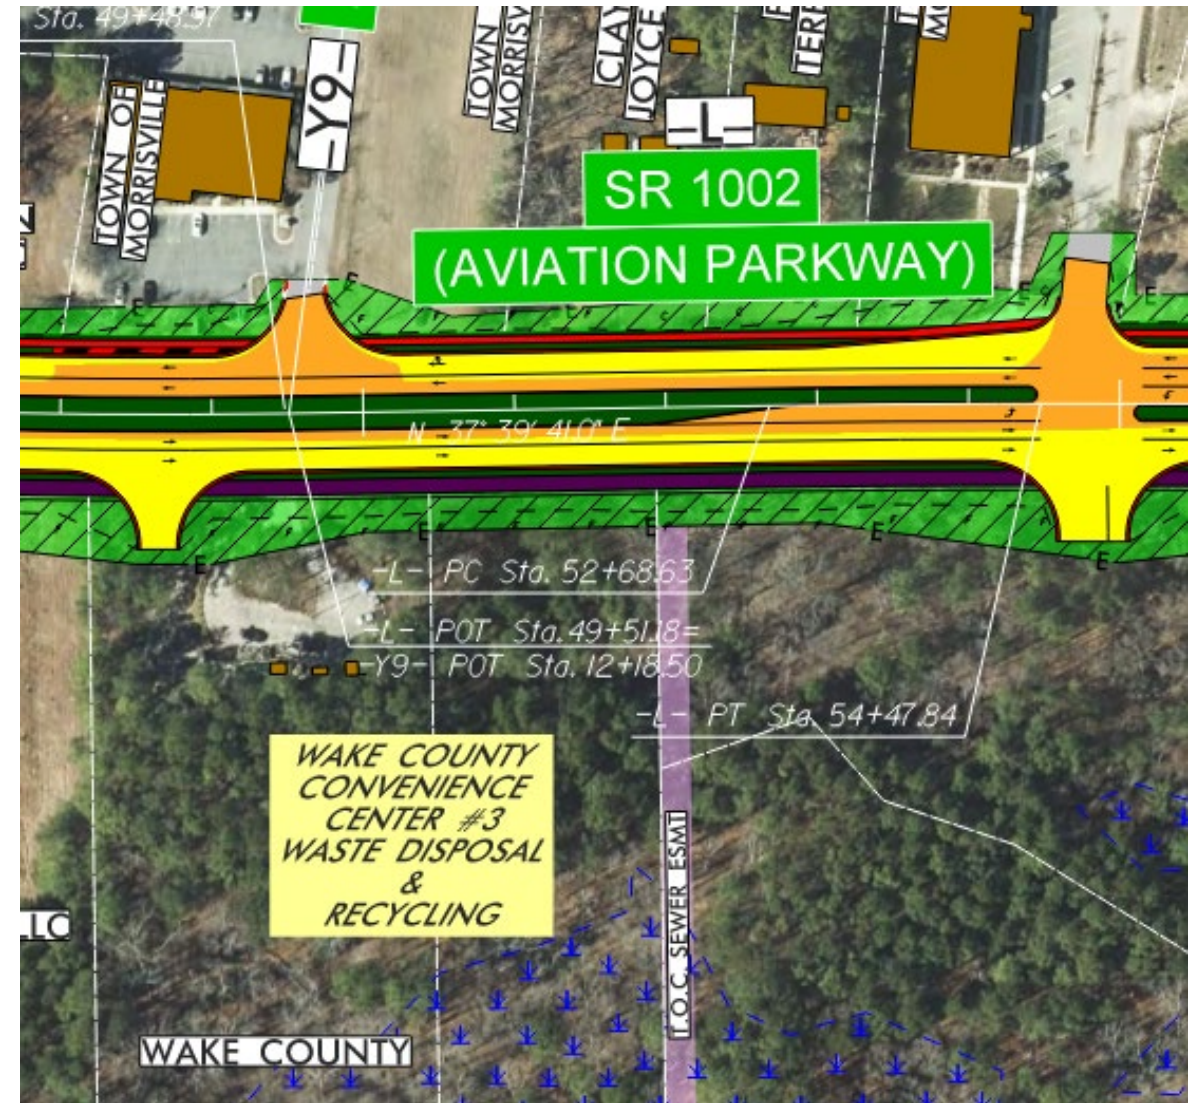 Sta. 49+48.57
-Y9-
TOWN OF
MORRISVILLE
TOWN
MORRISV
CLAY
JOYCE
TERE
-L-
SR 1002
(AVIATION PARKWAY)
N 37° 39' 41.0" E
-L- PC Sta. 52+68.63
-L- POT Sta. 49+51.18=
-Y9- POT Sta. 12+18.50
-L- PT Sta. 54+47.84
WAKE COUNTY
CONVENIENCE
CENTER #3
WASTE DISPOSAL
&
RECYCLING
LLC
T.O.C. SEWER ESMT
WAKE COUNTY
E
E
E
E
E
E
E
E
E